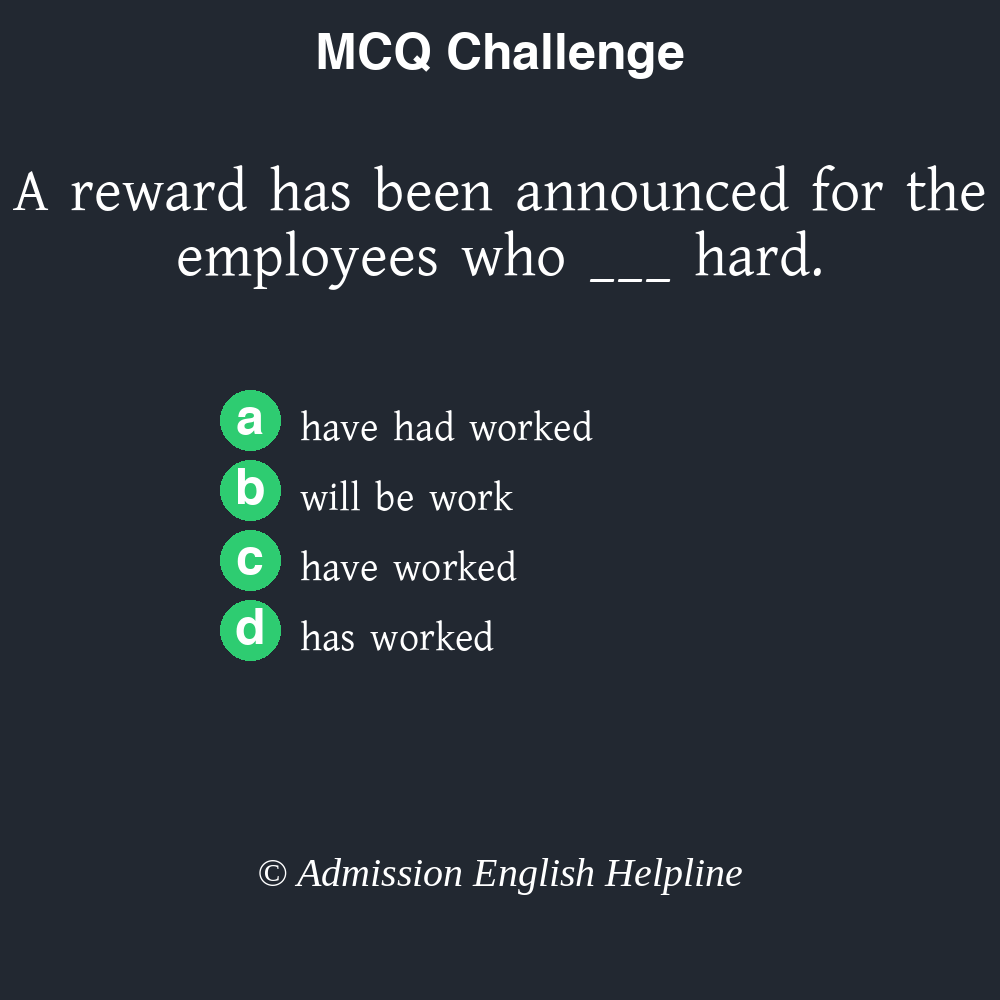 MCQ Challenge
A reward has been announced for the
employees who ___ hard.
a have had worked
b will be work
c have worked
d has worked
© Admission English Helpline